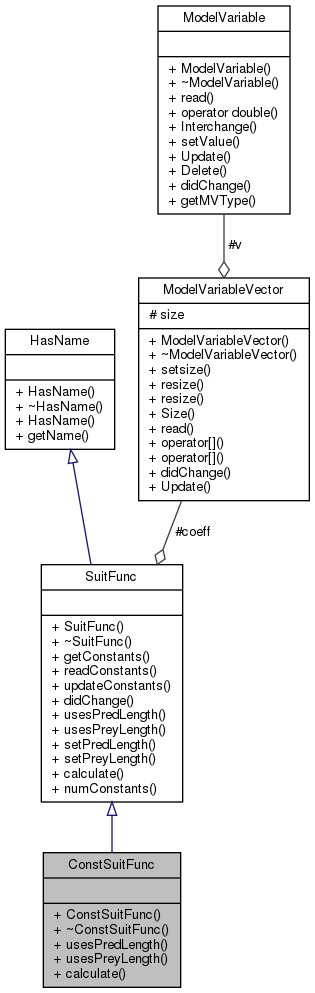 ModelVariable
+ ModelVariable()
+ ~ModelVariable()
+ read()
+ operator double()
+ Interchange()
+ setValue()
+ Update()
+ Delete()
+ didChange()
+ getMVType()
#v
ModelVariableVector
# size
+ ModelVariableVector()
+ ~ModelVariableVector()
+ setsize()
+ resize()
+ resize()
+ Size()
+ read()
+ operator[]()
+ operator[]()
+ didChange()
+ Update()
HasName
+ HasName()
+ ~HasName()
+ HasName()
+ getName()
#coeff
SuitFunc
+ SuitFunc()
+ ~SuitFunc()
+ getConstants()
+ readConstants()
+ updateConstants()
+ didChange()
+ usesPredLength()
+ usesPreyLength()
+ setPredLength()
+ setPreyLength()
+ calculate()
+ numConstants()
ConstSuitFunc
+ ConstSuitFunc()
+ ~ConstSuitFunc()
+ usesPredLength()
+ usesPreyLength()
+ calculate()